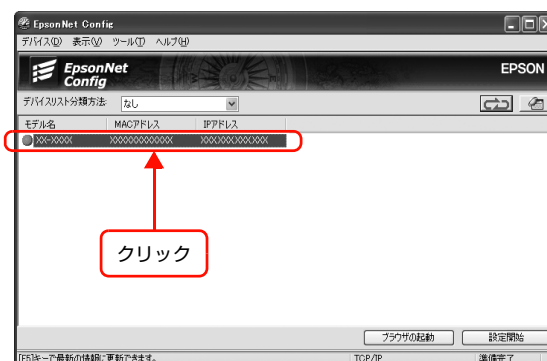 EpsonNet Config
デバイス(D) 表示(V) ツール(T) ヘルプ(H)
EpsonNet
Config
EPSON
デバイスリスト分類方法: なし
モデル名 MACアドレス IPアドレス
XX-XXXX XXXXXXXXXXXX XXX.XXX.XXX.XXX
クリック
ブラウザの起動 設定開始
[F5]キーで最新の情報に更新できます。 TCP/IP 準備完了